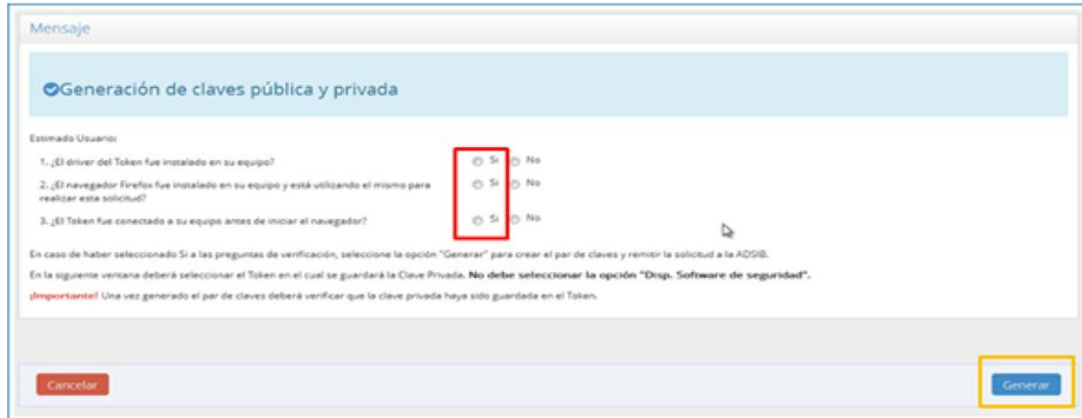 Mensaje
Generación de claves pública y privada
Estimado Usuario:
1. ¿El driver del Token fue instalado en su equipo? Si No
2. ¿El navegador Firefox fue instalado en su equipo y está utilizando el mismo para Si No
realizar esta solicitud?
3. ¿El Token fue conectado a su equipo antes de iniciar el navegador? Si No
En caso de haber seleccionado Si a las preguntas de verificación, seleccione la opción "Generar" para crear el par de claves y remitir la solicitud a la ADSIB.
En la siguiente ventana deberá seleccionar el Token en el cual se guardará la Clave Privada. No debe seleccionar la opción "Disp. Software de seguridad".
¡Importante! Una vez generado el par de claves deberá verificar que la clave privada haya sido guardada en el Token.
Cancelar Generar